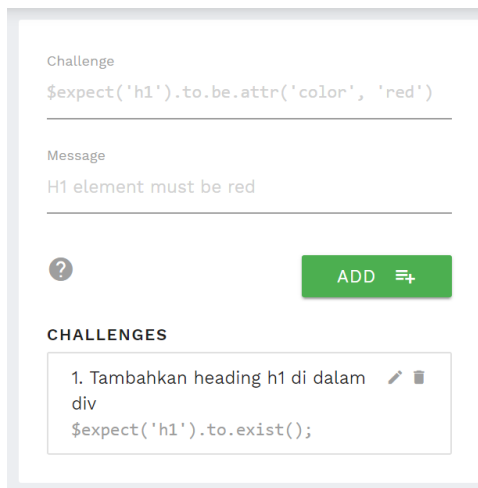 Challenge
$expect('h1').to.be.attr('color', 'red')
Message
H1 element must be red
ADD
CHALLENGES
1. Tambahkan heading h1 di dalam
div
$expect('h1').to.exist();